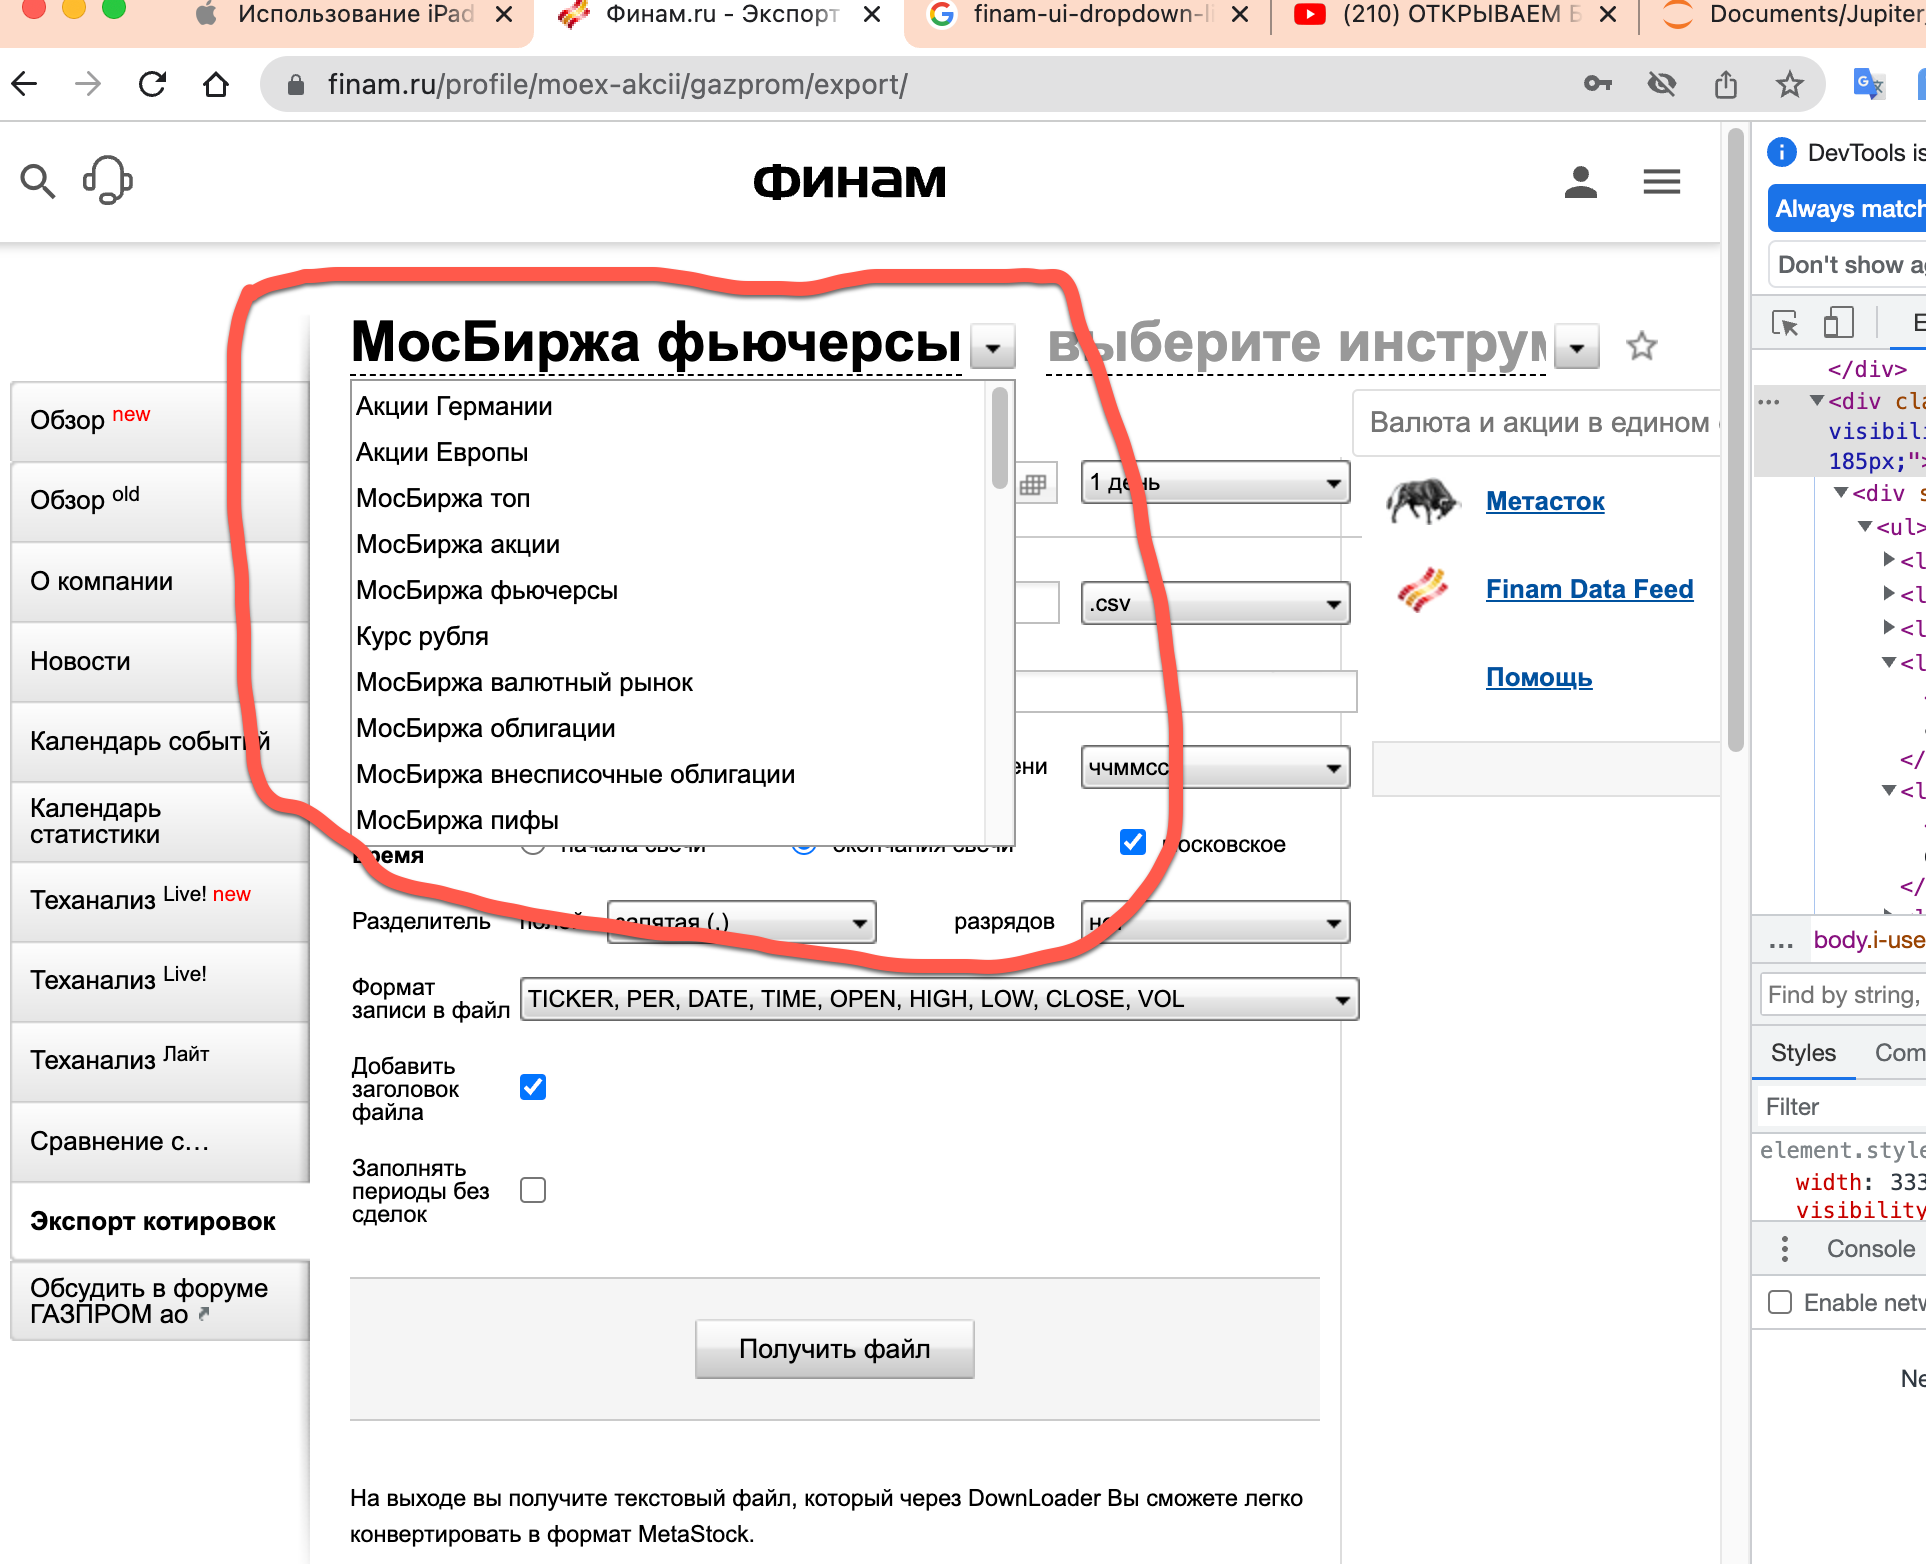 Использование iPad
Финам.ru - Экспорт
finam-ui-dropdown-li
(210) ОТКРЫВАЕМ Б
Documents/Jupiter
finam.ru/profile/moex-akcii/gazprom/export/
ФИНАМ
DevTools is
Always match
Don't show ag
МосБиржа фьючерсы
выберите инструм
Обзор new
Обзор old
О компании
Новости
Календарь событий
Календарь
статистики
Теханализ Live! new
Теханализ Live!
Теханализ Лайт
Сравнение с...
Экспорт котировок
Обсудить в форуме
ГАЗПРОМ ао
Акции Германии
Акции Европы
МосБиржа топ
МосБиржа акции
МосБиржа фьючерсы
Курс рубля
МосБиржа валютный рынок
МосБиржа облигации
МосБиржа внесписочные облигации
МосБиржа пифы
1 день
.csv
ени
ччммсс
Время
начала свечи
окончания свечи
московское
Разделитель
полей
запятая (,)
разрядов
нет
Формат
записи в файл
TICKER, PER, DATE, TIME, OPEN, HIGH, LOW, CLOSE, VOL
Добавить
заголовок
файла
Заполнять
периоды без
сделок
Получить файл
На выходе вы получите текстовый файл, который через DownLoader Вы сможете легко
конвертировать в формат MetaStock.
Валюта и акции в едином
Метасток
Finam Data Feed
Помощь
E
</div>
<div cla
visibili
185px;">
<div s
<ul>
<l
<l
<l
<l
</
<l
</
... body.i-use
Find by string,
Styles
Com
Filter
element.style
width: 333
visibility
Console
Enable netw
Ne